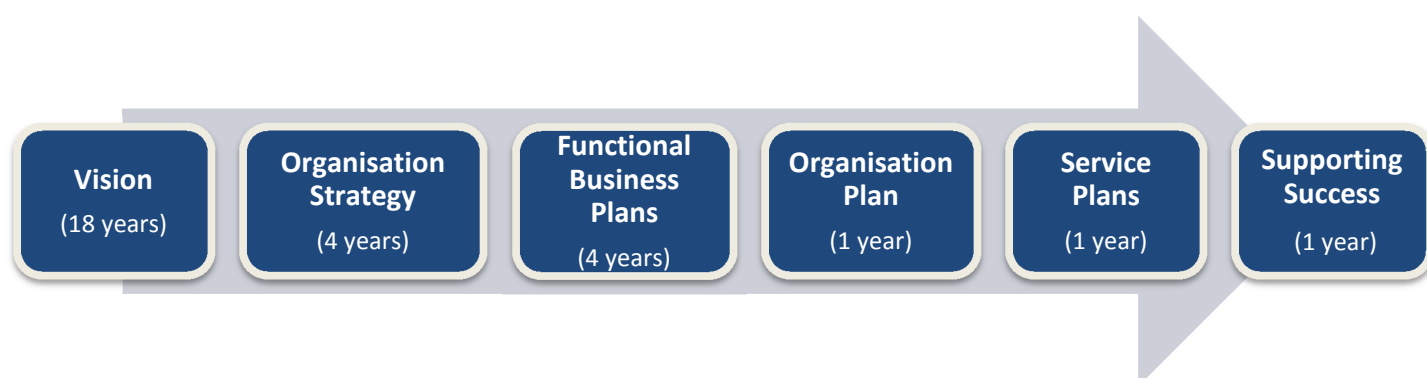 Vision
(18 years)
Organisation
Strategy
(4 years)
Functional
Business
Plans
(4 years)
Organisation
Plan
(1 year)
Service
Plans
(1 year)
Supporting
Success
(1 year)